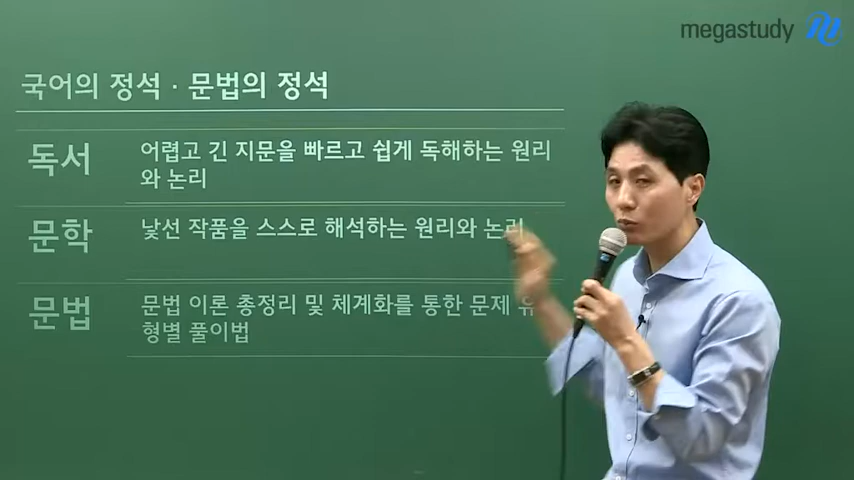 megastudy
국어의 정석 · 문법의 정석
독서
어렵고 긴 지문을 빠르고 쉽게 독해하는 원리
와 논리
문학
낯선 작품을 스스로 해석하는 원리와 논리
문법
문법 이론 총정리 및 체계화를 통한 문제 유
형별 풀이법